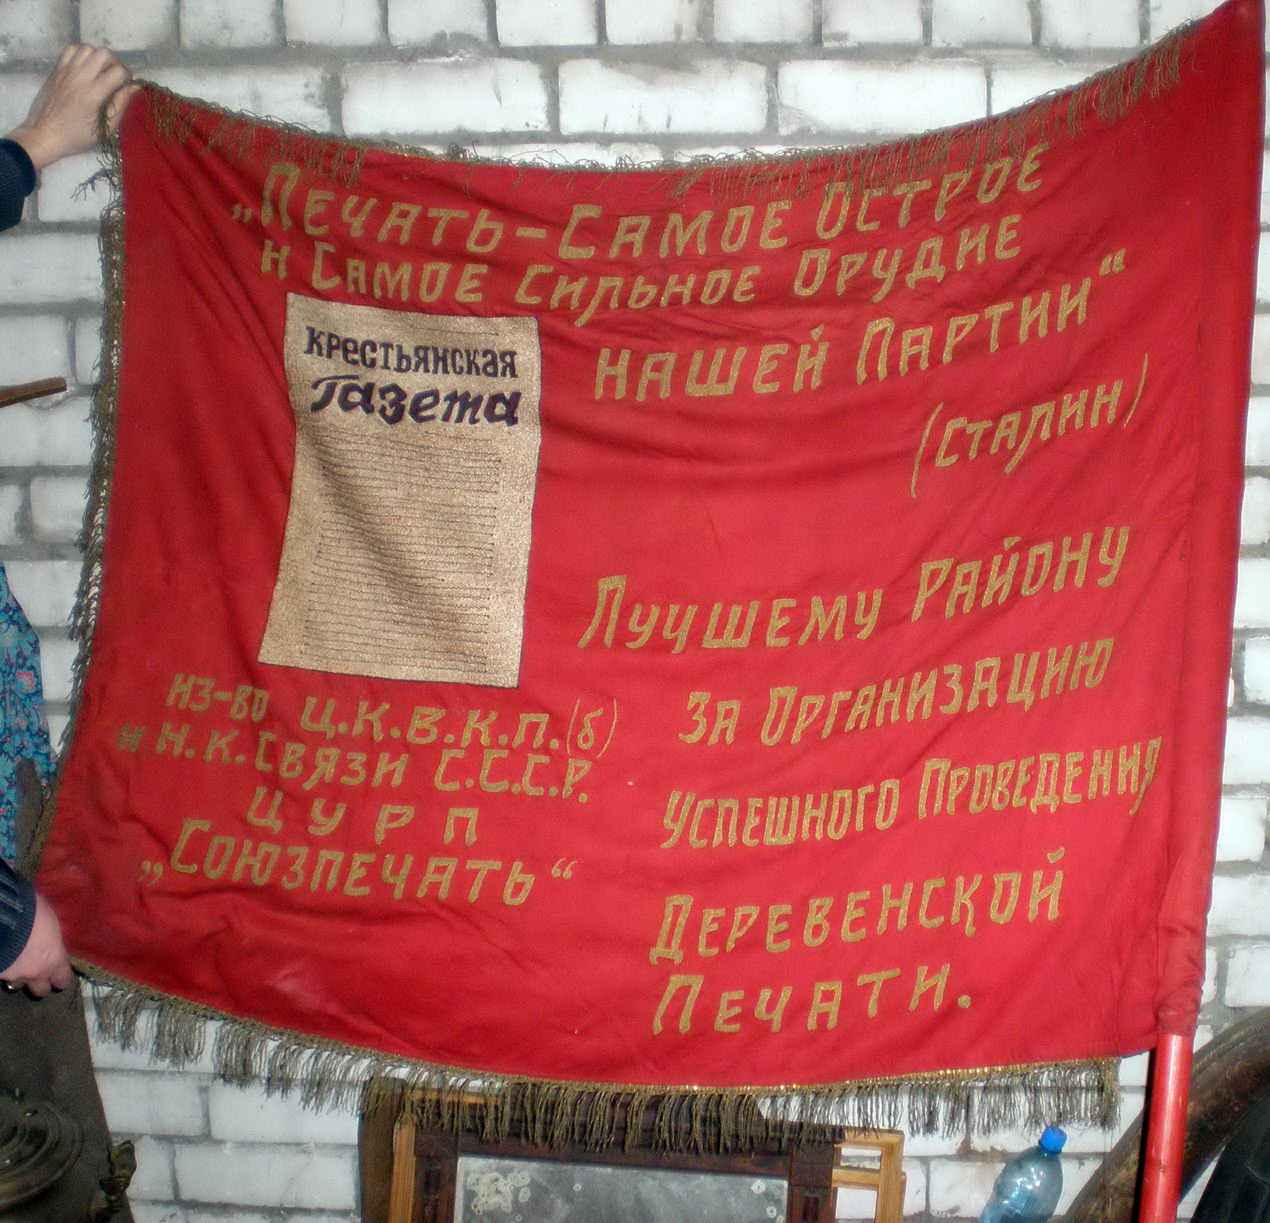 „Печать – Самое Острое
и Самое Сильное Орудие
нашей Партии“
(Сталин)
Крестьянская
газета
Лучшему району
За Организацию
Успешного Проведения
Деревенской
Печати.
из-во Ц.К.В.К.П.(б)
и Н.К.Связи С.С.С.Р.
ЦУРП
„Союзпечать“